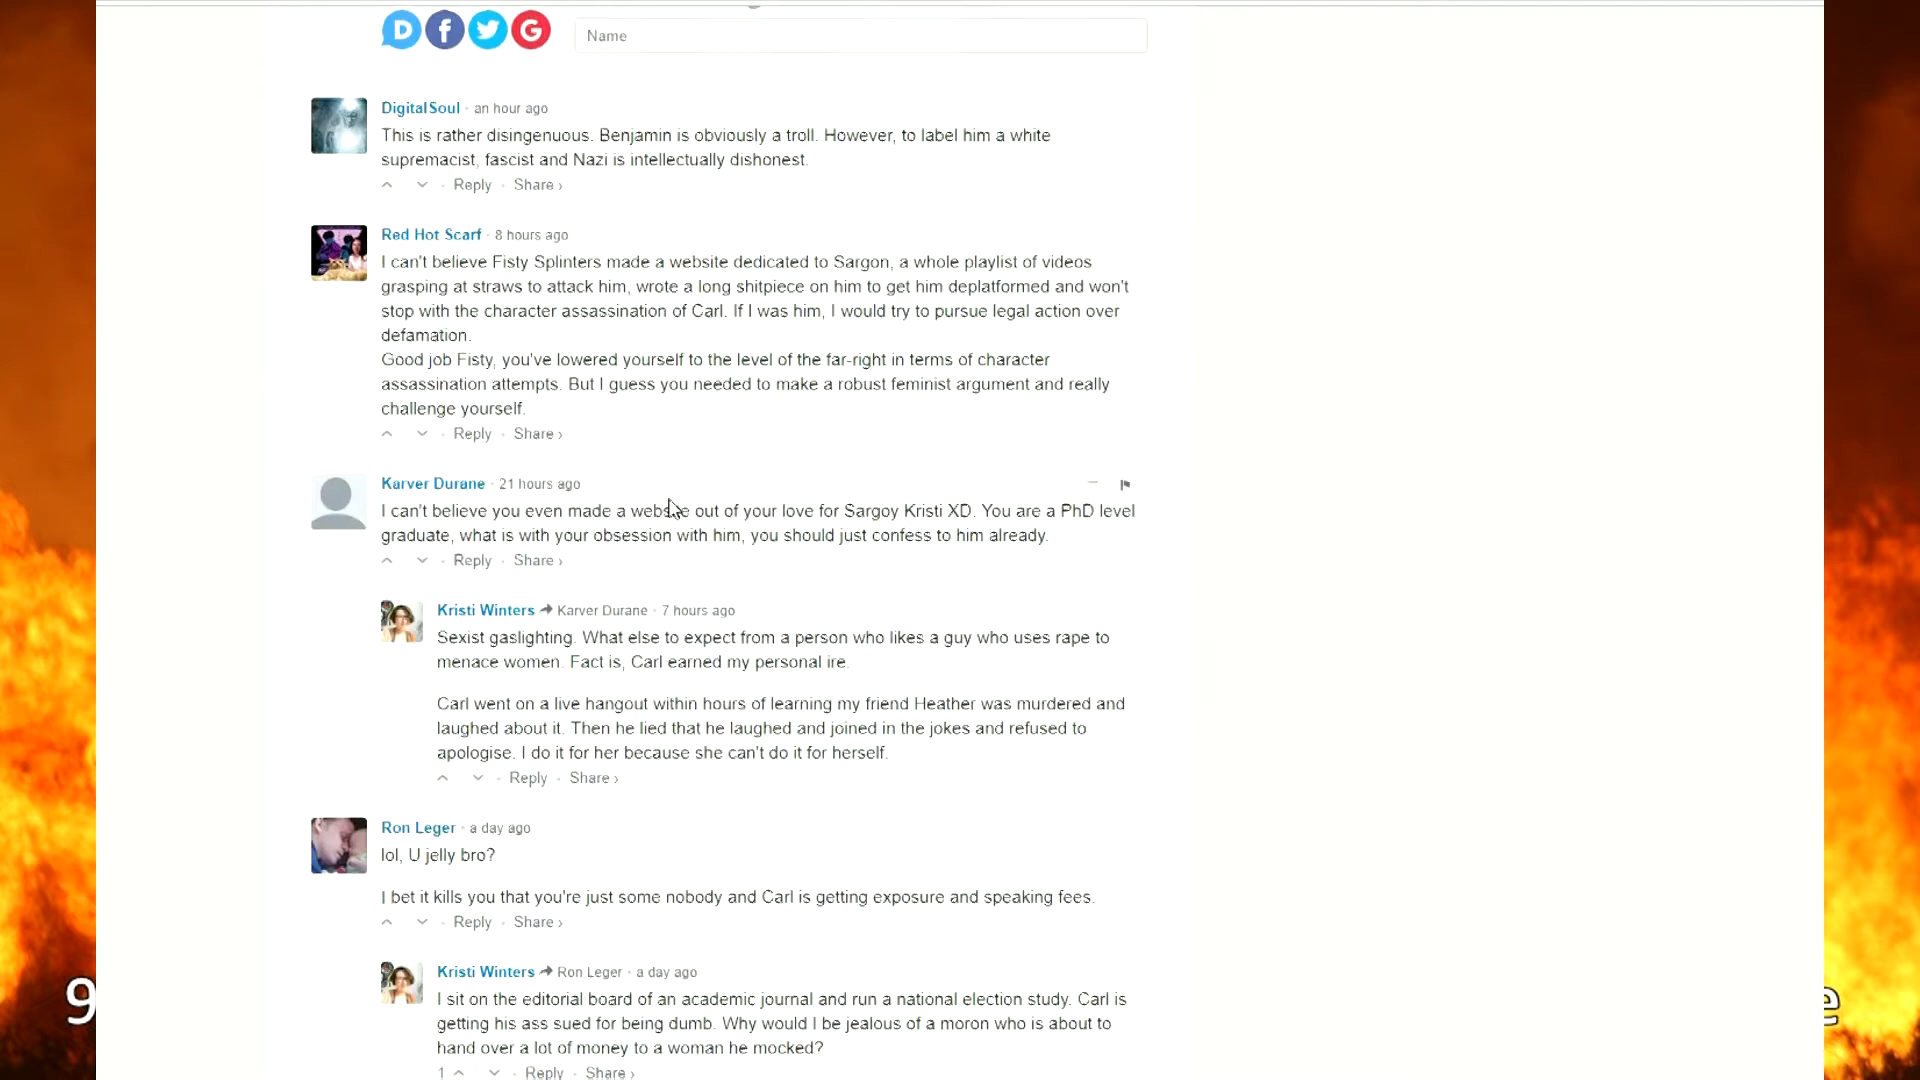 D f G
Name
DigitalSoul · an hour ago
This is rather disingenuous. Benjamin is obviously a troll. However, to label him a white
supremacist, fascist and Nazi is intellectually dishonest.
· Reply · Share ›
Red Hot Scarf · 8 hours ago
I can't believe Fisty Splinters made a website dedicated to Sargon, a whole playlist of videos
grasping at straws to attack him, wrote a long shitpiece on him to get him deplatformed and won't
stop with the character assassination of Carl. If I was him, I would try to pursue legal action over
defamation.
Good job Fisty, you've lowered yourself to the level of the far-right in terms of character
assassination attempts. But I guess you needed to make a robust feminist argument and really
challenge yourself.
· Reply · Share ›
Karver Durane · 21 hours ago
I can't believe you even made a website out of your love for Sargoy Kristi XD. You are a PhD level
graduate, what is with your obsession with him, you should just confess to him already.
· Reply · Share ›
Kristi Winters Karver Durane · 7 hours ago
Sexist gaslighting. What else to expect from a person who likes a guy who uses rape to
menace women. Fact is, Carl earned my personal ire.
Carl went on a live hangout within hours of learning my friend Heather was murdered and
laughed about it. Then he lied that he laughed and joined in the jokes and refused to
apologise. I do it for her because she can't do it for herself.
· Reply · Share ›
Ron Leger · a day ago
lol, U jelly bro?
I bet it kills you that you're just some nobody and Carl is getting exposure and speaking fees.
· Reply · Share ›
Kristi Winters Ron Leger · a day ago
I sit on the editorial board of an academic journal and run a national election study. Carl is
getting his ass sued for being dumb. Why would I be jealous of a moron who is about to
hand over a lot of money to a woman he mocked?
1 · Reply · Share ›
9
e